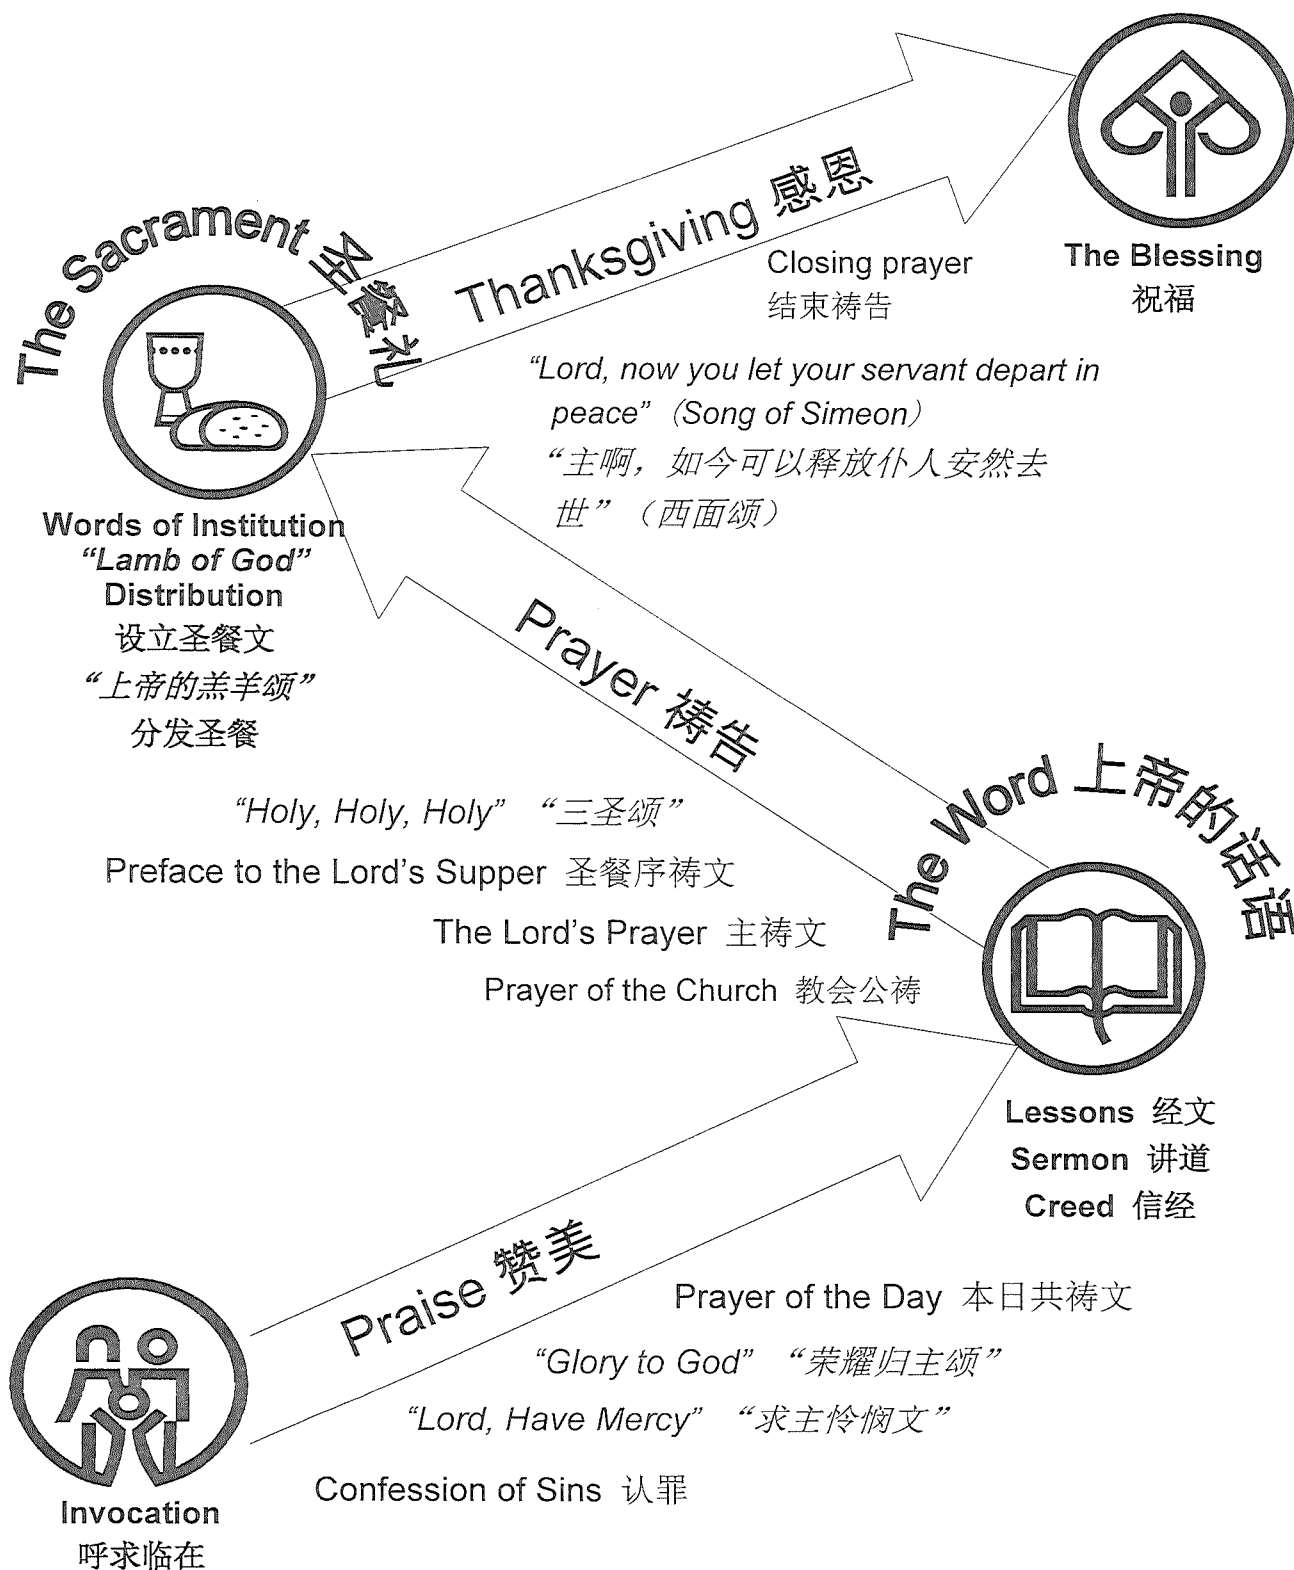 Thanksgiving 感恩
The Blessing
祝福
Closing prayer
结束祷告
The Sacrament 圣餐礼
“Lord, now you let your servant depart in
peace”（Song of Simeon）
“主啊，如今可以释放仆人安然去
世”（西面颂）
Words of Institution
“Lamb of God”
Distribution
设立圣餐文
“上帝的羔羊颂”
分发圣餐
Prayer 祷告
“Holy, Holy, Holy” “三圣颂”
Preface to the Lord’s Supper 圣餐序祷文
The Lord’s Prayer 主祷文
Prayer of the Church 教会公祷
The Word 上帝的话语
Lessons 经文
Sermon 讲道
Creed 信经
Praise 赞美
Prayer of the Day 本日共祷文
“Glory to God” “荣耀归主颂”
“Lord, Have Mercy” “求主怜悯文”
Confession of Sins 认罪
Invocation
呼求临在